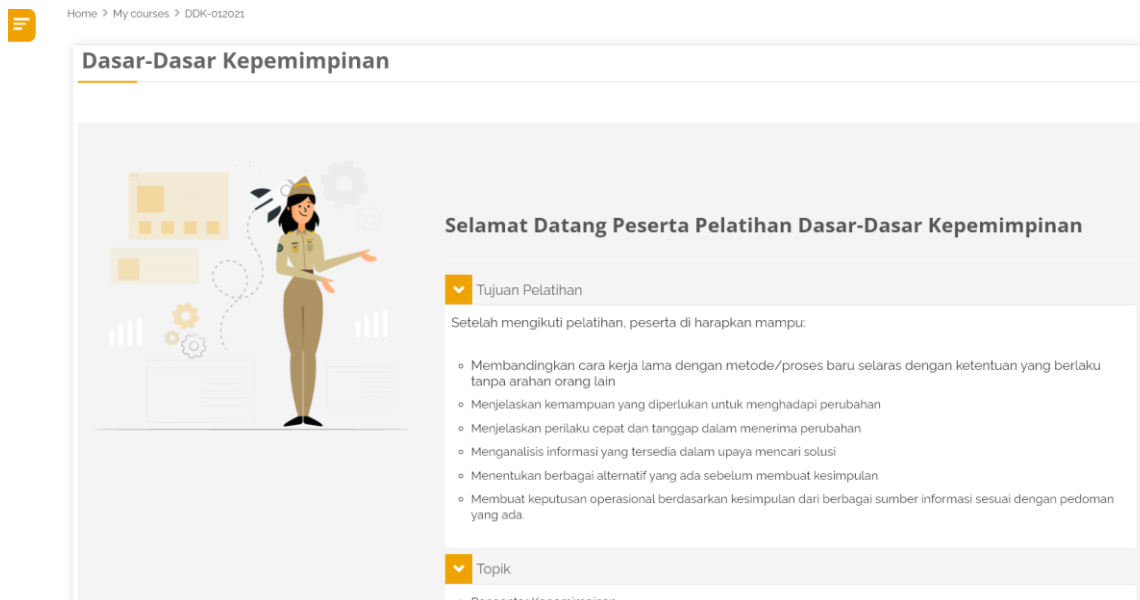 Home > My courses > DDK-012021
Dasar-Dasar Kepemimpinan
Selamat Datang Peserta Pelatihan Dasar-Dasar Kepemimpinan
Tujuan Pelatihan
Setelah mengikuti pelatihan, peserta di harapkan mampu:
Membandingkan cara kerja lama dengan metode/proses baru selaras dengan ketentuan yang berlaku
tanpa arahan orang lain
Menjelaskan kemampuan yang diperlukan untuk menghadapi perubahan
Menjelaskan perilaku cepat dan tanggap dalam menerima perubahan
Menganalisis informasi yang tersedia dalam upaya mencari solusi
Menentukan berbagai alternatif yang ada sebelum membuat kesimpulan
Membuat keputusan operasional berdasarkan kesimpulan dari berbagai sumber informasi sesuai dengan pedoman
yang ada.
Topik